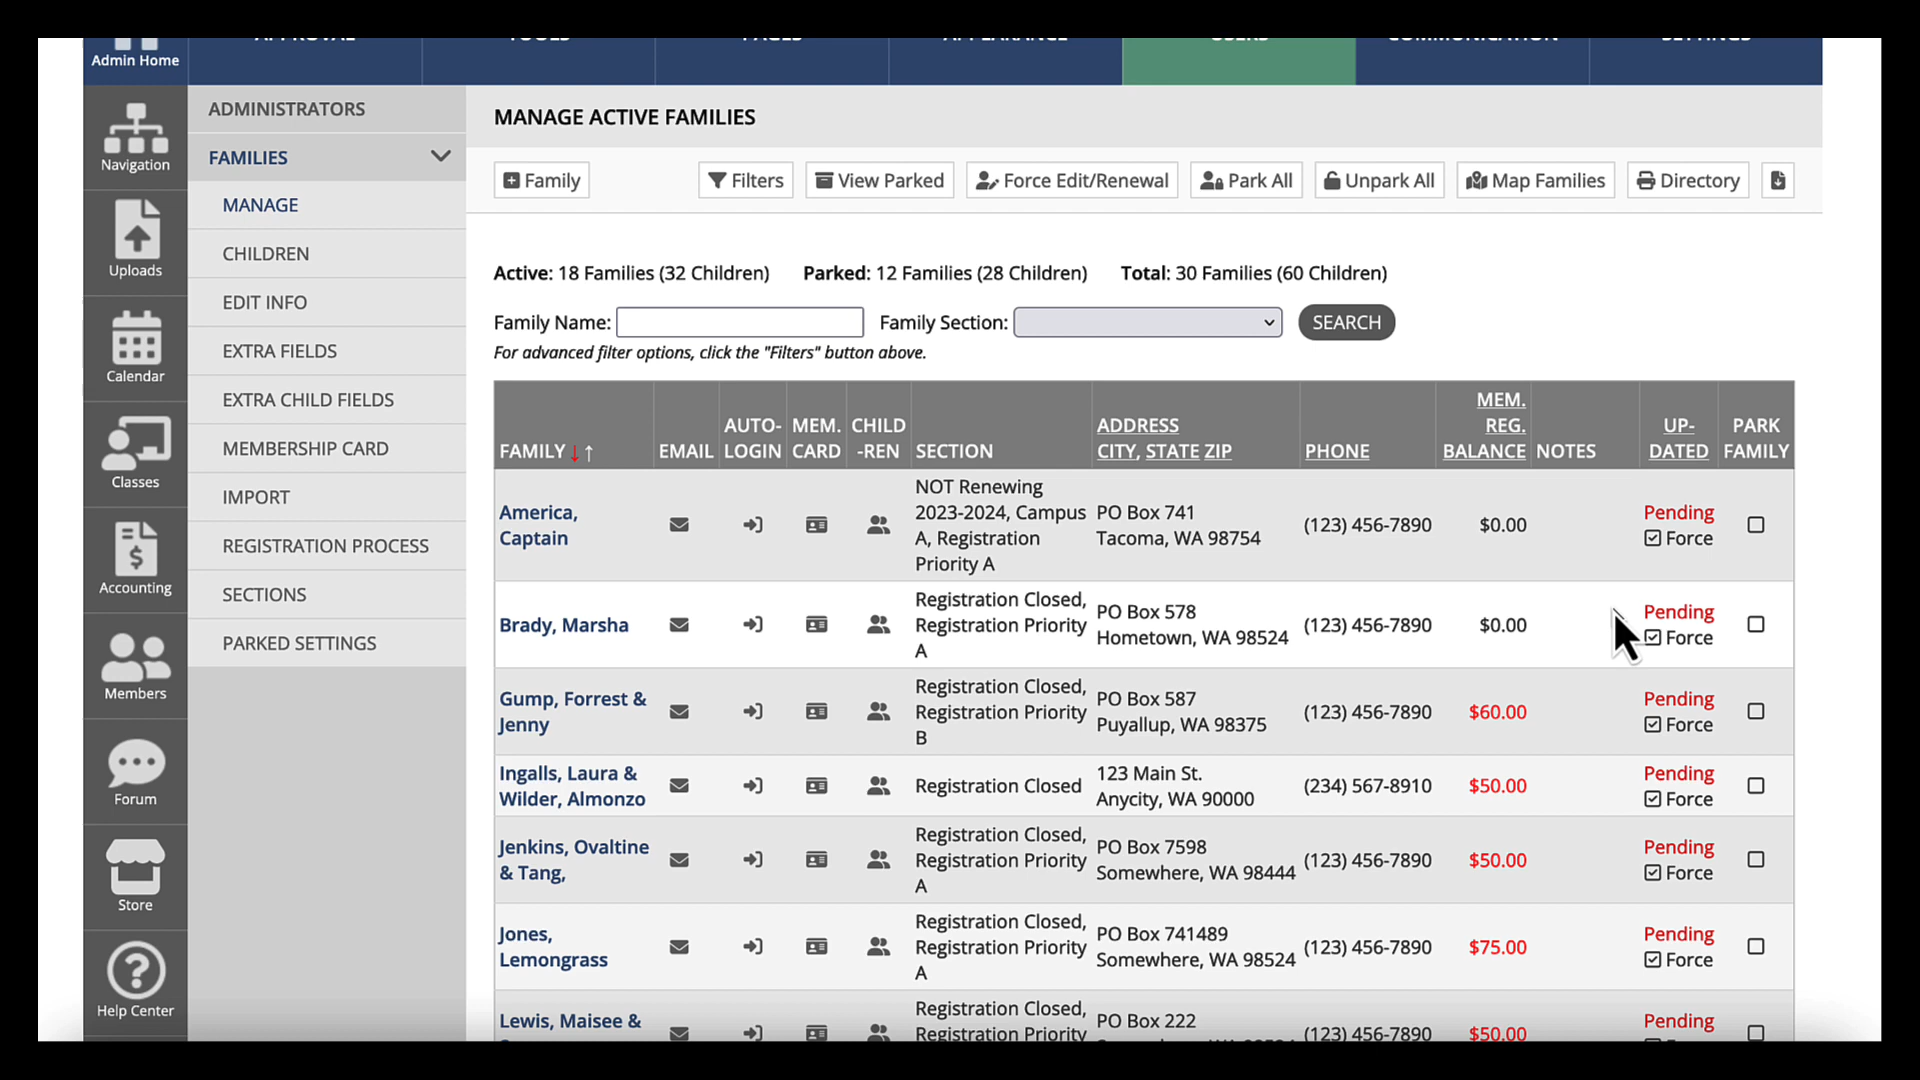 APPROVAL TOOLS PAGES APPEARANCE USERS COMMUNICATION SETTINGS
Admin Home
Navigation
Uploads
Calendar
Classes
Accounting
Members
Forum
Store
Help Center
ADMINISTRATORS
FAMILIES
MANAGE
CHILDREN
EDIT INFO
EXTRA FIELDS
EXTRA CHILD FIELDS
MEMBERSHIP CARD
IMPORT
REGISTRATION PROCESS
SECTIONS
PARKED SETTINGS
MANAGE ACTIVE FAMILIES
Family Filters View Parked Force Edit/Renewal Park All Unpark All Map Families Directory
Active: 18 Families (32 Children) Parked: 12 Families (28 Children) Total: 30 Families (60 Children)
Family Name: Family Section: SEARCH
For advanced filter options, click the "Filters" button above.
FAMILY ↓↑
EMAIL
AUTO-
LOGIN
MEM.
CARD
CHILD
-REN
SECTION
ADDRESS
CITY, STATE ZIP
PHONE
MEM.
REG.
BALANCE
NOTES
UP-
DATED
PARK
FAMILY
America,
Captain
NOT Renewing
2023-2024, Campus
A, Registration
Priority A
PO Box 741
Tacoma, WA 98754
(123) 456-7890
$0.00
Pending
Force
Brady, Marsha
Registration Closed,
Registration Priority
A
PO Box 578
Hometown, WA 98524
(123) 456-7890
$0.00
Pending
Force
Gump, Forrest &
Jenny
Registration Closed,
Registration Priority
B
PO Box 587
Puyallup, WA 98375
(123) 456-7890
$60.00
Pending
Force
Ingalls, Laura &
Wilder, Almonzo
Registration Closed
123 Main St.
Anycity, WA 90000
(234) 567-8910
$50.00
Pending
Force
Jenkins, Ovaltine
& Tang,
Registration Closed,
Registration Priority
A
PO Box 7598
Somewhere, WA 98444
(123) 456-7890
$50.00
Pending
Force
Jones,
Lemongrass
Registration Closed,
Registration Priority
A
PO Box 741489
Somewhere, WA 98524
(123) 456-7890
$75.00
Pending
Force
Lewis, Maisee &
Registration Closed,
Registration Priority
PO Box 222
(123) 456-7890
$50.00
Pending